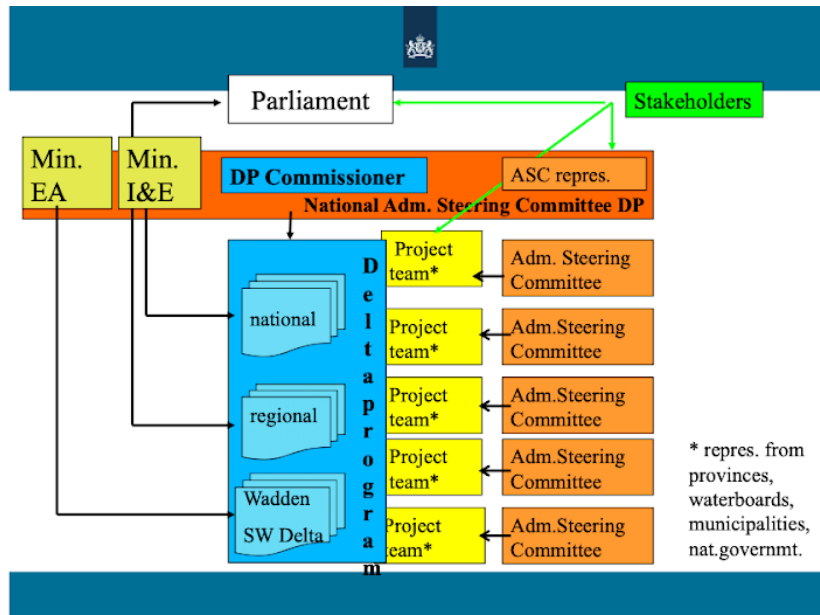 Parliament
Stakeholders
Min.
EA
Min.
I&E
DP Commissioner
ASC repres.
National Adm. Steering Committee DP
Deltaprogram
national
regional
Wadden
SW Delta
Project
team*
Adm. Steering
Committee
Project
team*
Adm.Steering
Committee
Project
team*
Adm.Steering
Committee
Project
team*
Adm.Steering
Committee
Project
team*
Adm.Steering
Committee
* repres. from
provinces,
waterboards,
municipalities,
nat.governmt.